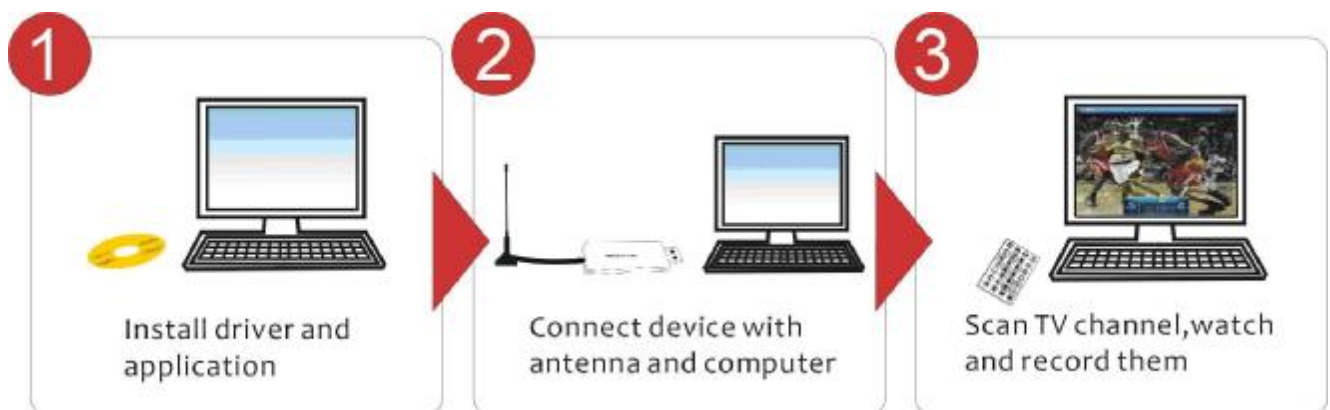 1
Install driver and
application
2
Connect device with
antenna and computer
3
Scan TV channel,watch
and record them